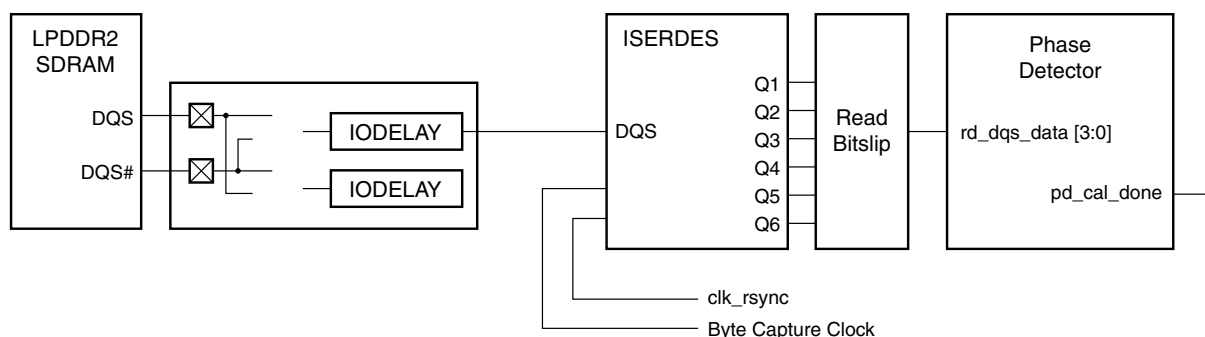 LPDDR2
SDRAM
DQS
DQS#
IODELAY
IODELAY
ISERDES
DQS
Q1
Q2
Q3
Q4
Q5
Q6
Read
Bitslip
Phase
Detector
rd_dqs_data [3:0]
pd_cal_done
clk_rsync
Byte Capture Clock